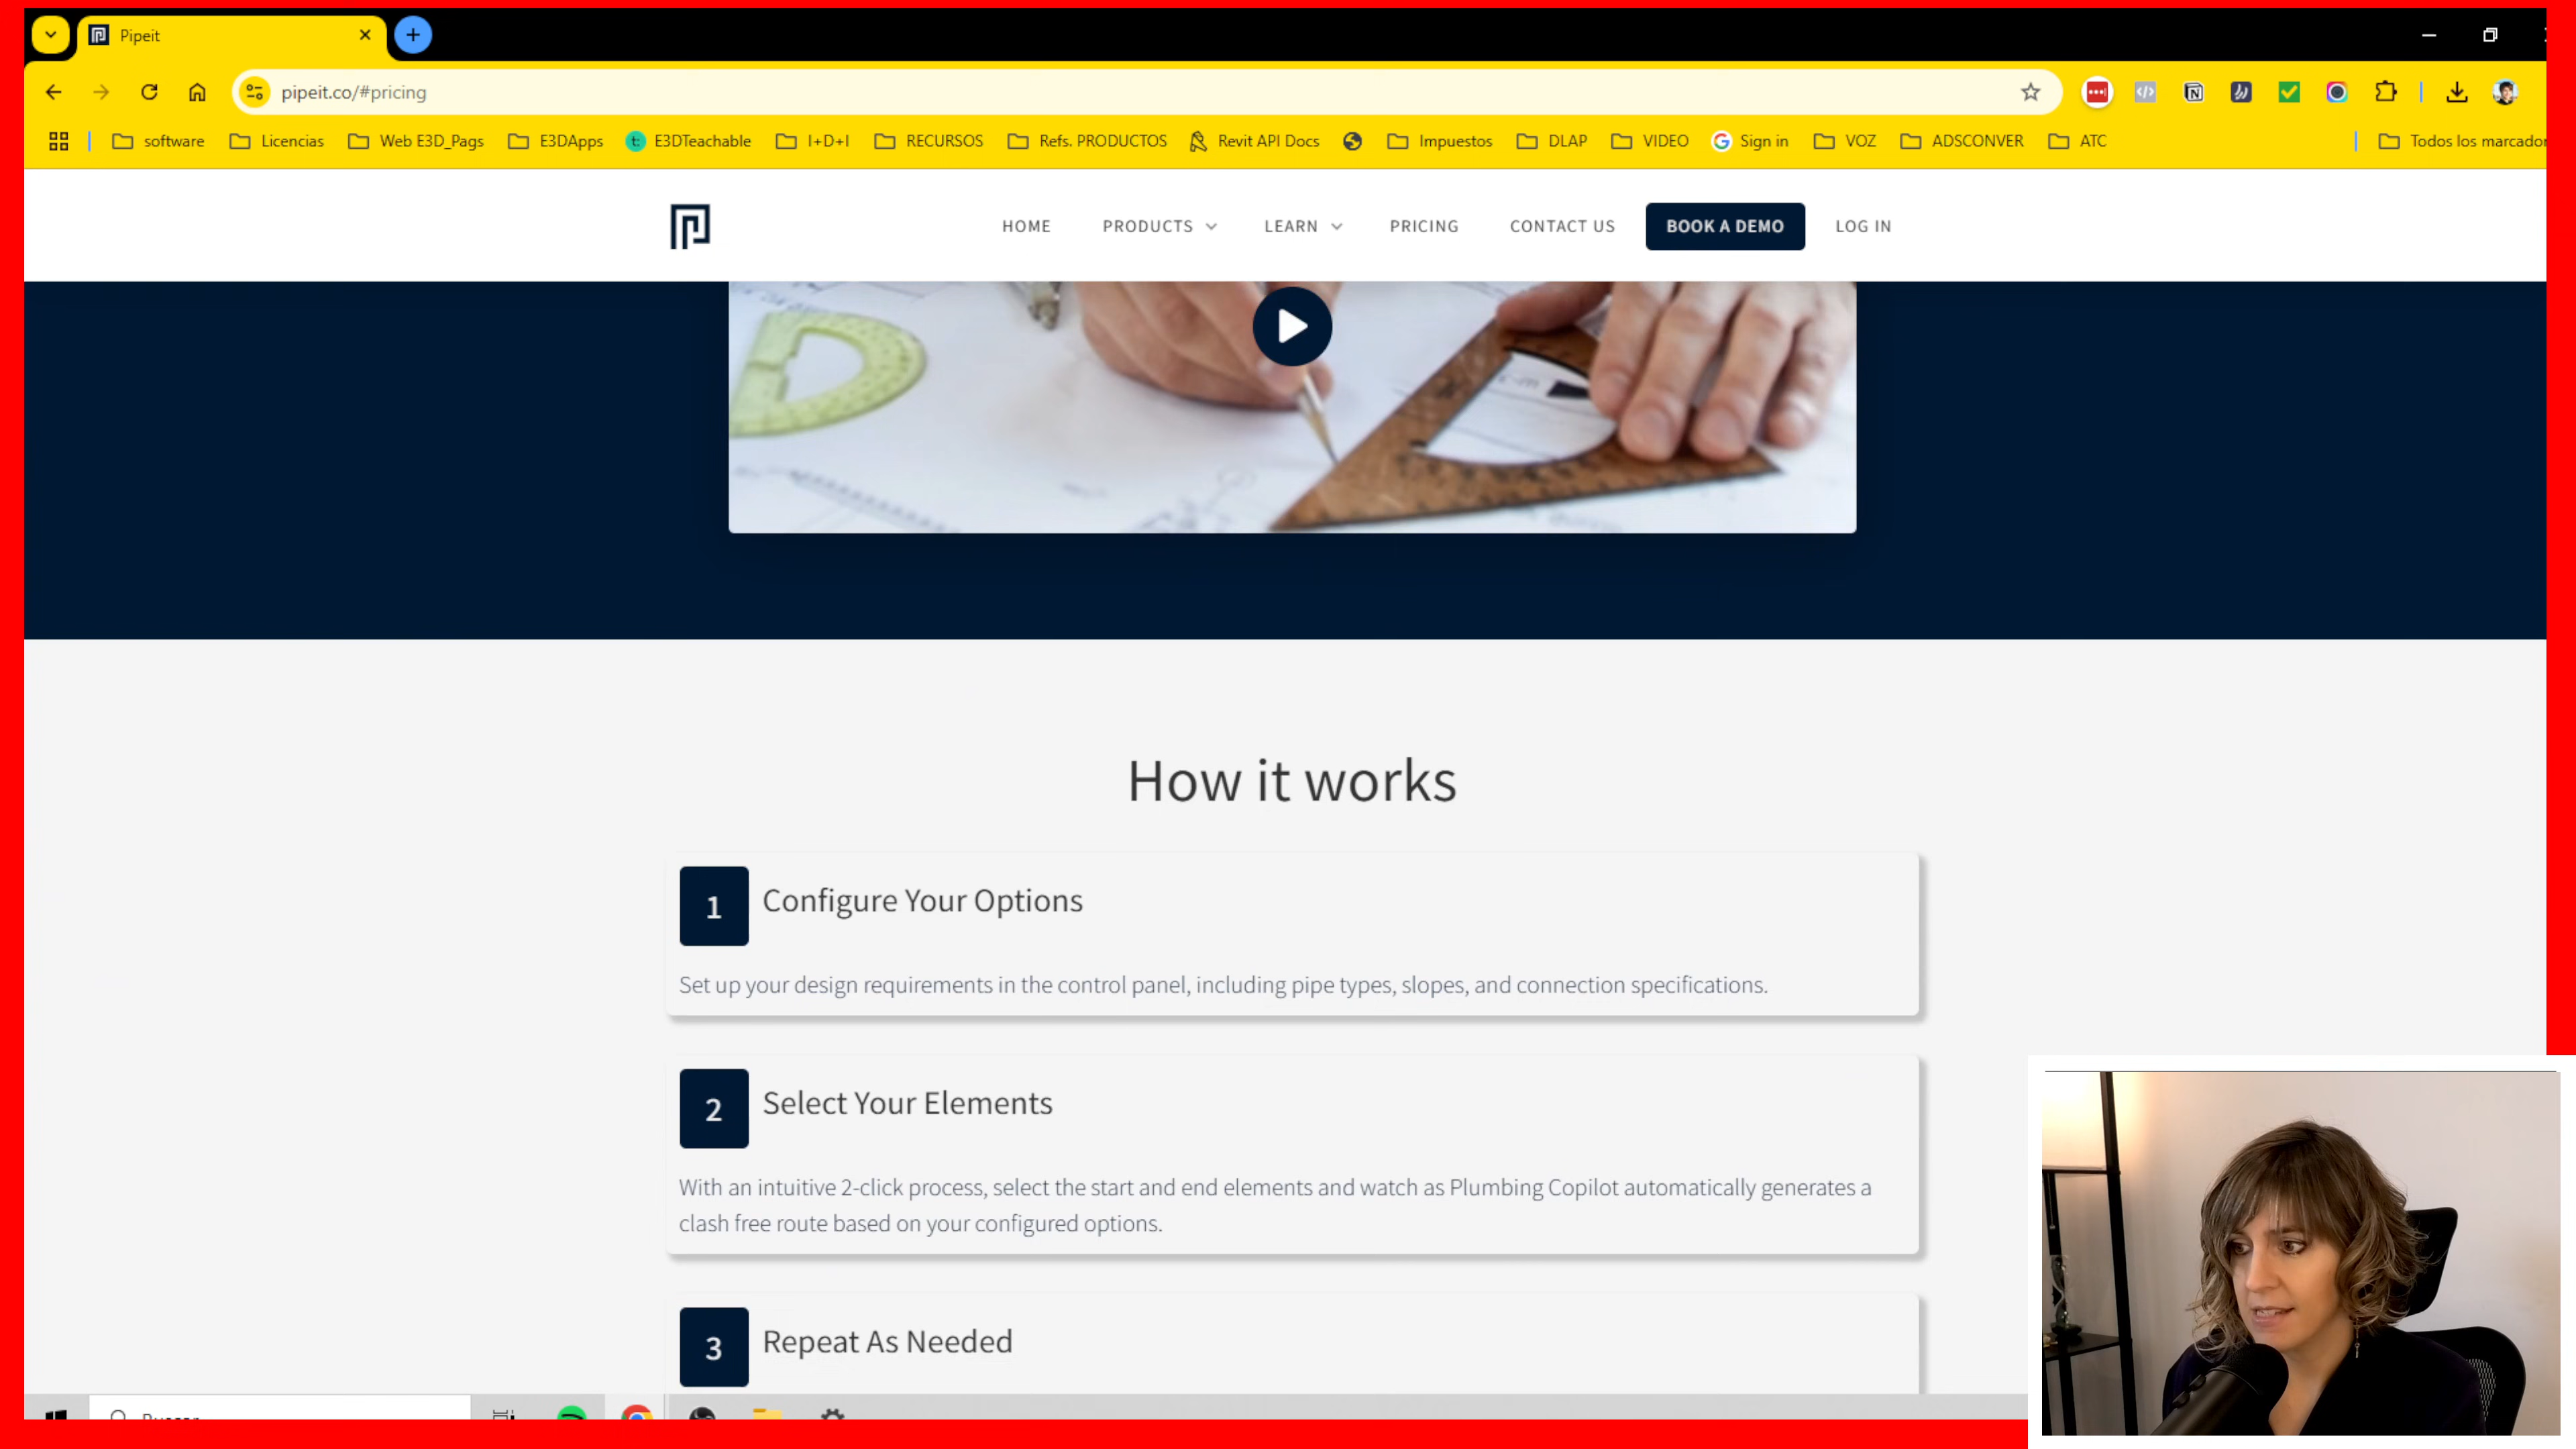 Pipeit
pipeit.co/#pricing
software Licencias Web E3D_Pags E3DApps E3DTeachable I+D+I RECURSOS Refs. PRODUCTOS Revit API Docs Impuestos DLAP VIDEO Sign in VOZ ADSCONVER ATC Todos los marcador
HOME PRODUCTS LEARN PRICING CONTACT US BOOK A DEMO LOG IN
How it works
1 Configure Your Options
Set up your design requirements in the control panel, including pipe types, slopes, and connection specifications.
2 Select Your Elements
With an intuitive 2-click process, select the start and end elements and watch as Plumbing Copilot automatically generates a
clash free route based on your configured options.
3 Repeat As Needed